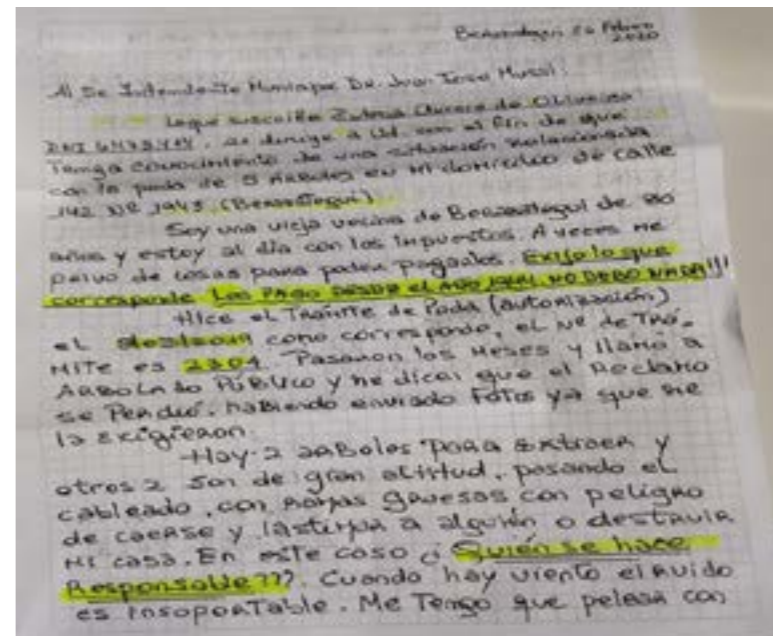 Berazategui 26 Febrero
2020
Al Sr Intendente Municipal Dr. Juan José Mussi:
La que suscribe Zulma de Olivera
DNI, se dirige a Ud con el fin de que
Tenga conocimiento de una situación relacionada
con la poda de 5 ARBoles en mi domicilio de calle
142 Nº 1943 (Berazategui)
Soy una vieja vecina de Berazategui de 80
años y estoy al día con los impuestos. A veces me
privo de cosas para poder pagarlos. Exijo lo que
corresponde. Los PAGO DESDE el AÑO NO DEBO NADA!!!
Hice el Trámite de Poda (autorización)
el como corresponde, el Nº de Trá-
MiTe es 2304. Pasaron los Meses y llamo a
ARBOLADO PÚBLICO y me dicen que el Reclamo
se Perdió, habiendo enviado Fotos ya que me
la exigieron.
Hay 2 arboles para extraer y
otros 2 son de gran altitud, pasando el
cableado, con ramas gruesas con peligro
de caerse y lastimar a alguien o destruir
Mi casa. En este caso ¿Quién se hace
Responsable???. Cuando hay viento el ruido
es insoportable. Me Tengo que pelear con